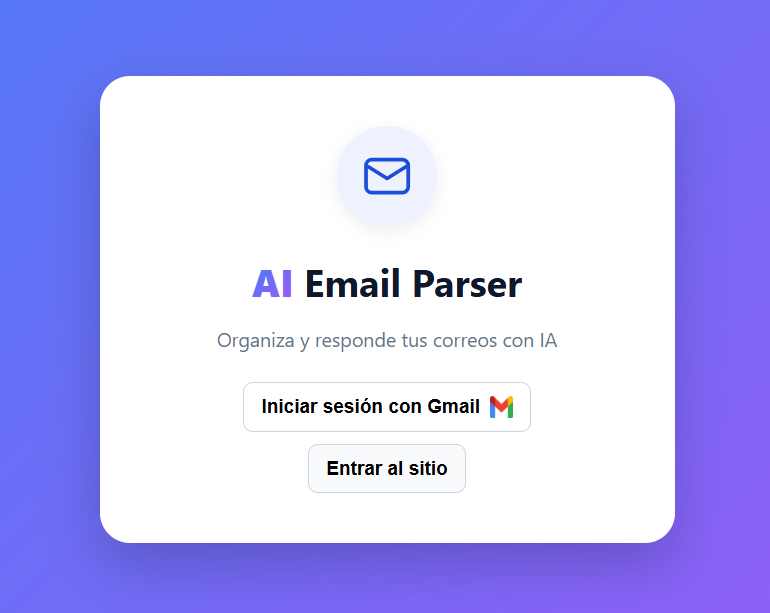 AI Email Parser
Organiza y responde tus correos con IA
Iniciar sesión con Gmail
Entrar al sitio